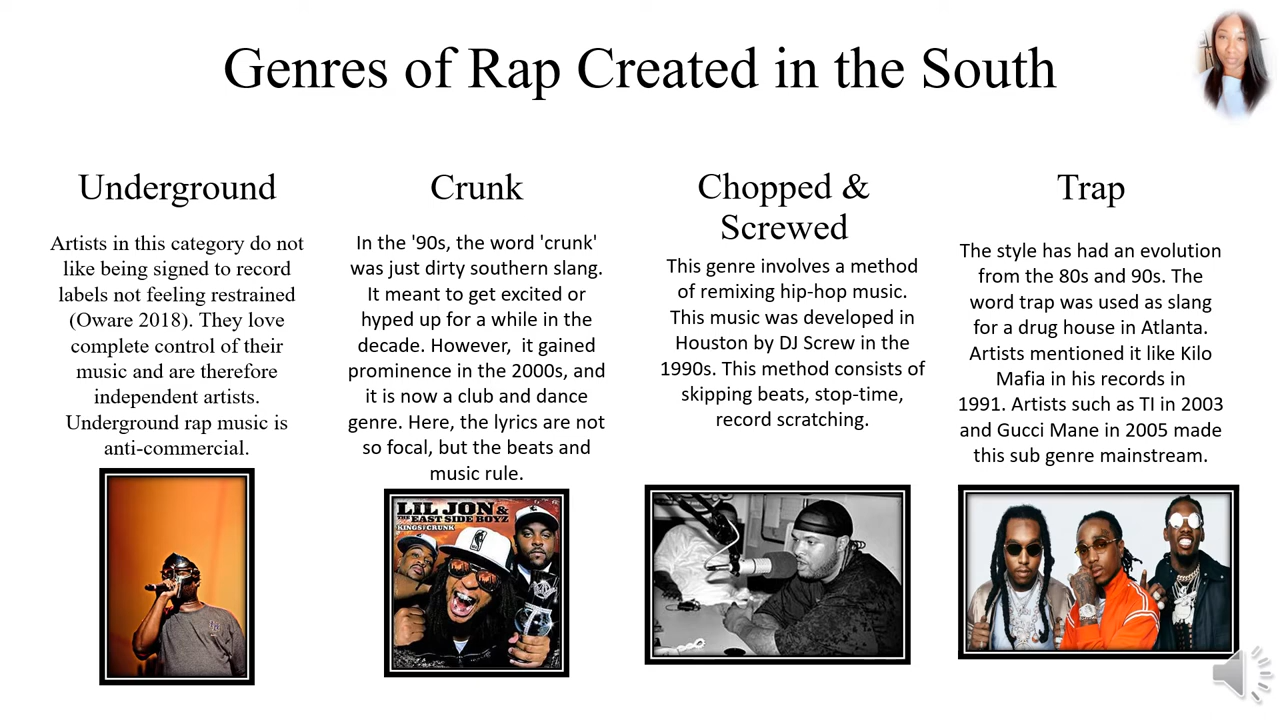 Genres of Rap Created in the South
Underground
Artists in this category do not
like being signed to record
labels not feeling restrained
(Oware 2018). They love
complete control of their
music and are therefore
independent artists.
Underground rap music is
anti-commercial.
Crunk
In the '90s, the word 'crunk'
was just dirty southern slang.
It meant to get excited or
hyped up for a while in the
decade. However,  it gained
prominence in the 2000s, and
it is now a club and dance
genre. Here, the lyrics are not
so focal, but the beats and
music rule.
LIL JON &
THE EAST SIDE BOYZ
KINGS OF CRUNK
Chopped &
Screwed
This genre involves a method
of remixing hip-hop music.
This music was developed in
Houston by DJ Screw in the
1990s. This method consists of
skipping beats, stop-time,
record scratching.
Trap
The style has had an evolution
from the 80s and 90s. The
word trap was used as slang
for a drug house in Atlanta.
Artists mentioned it like Kilo
Mafia in his records in
1991. Artists such as TI in 2003
and Gucci Mane in 2005 made
this sub genre mainstream.